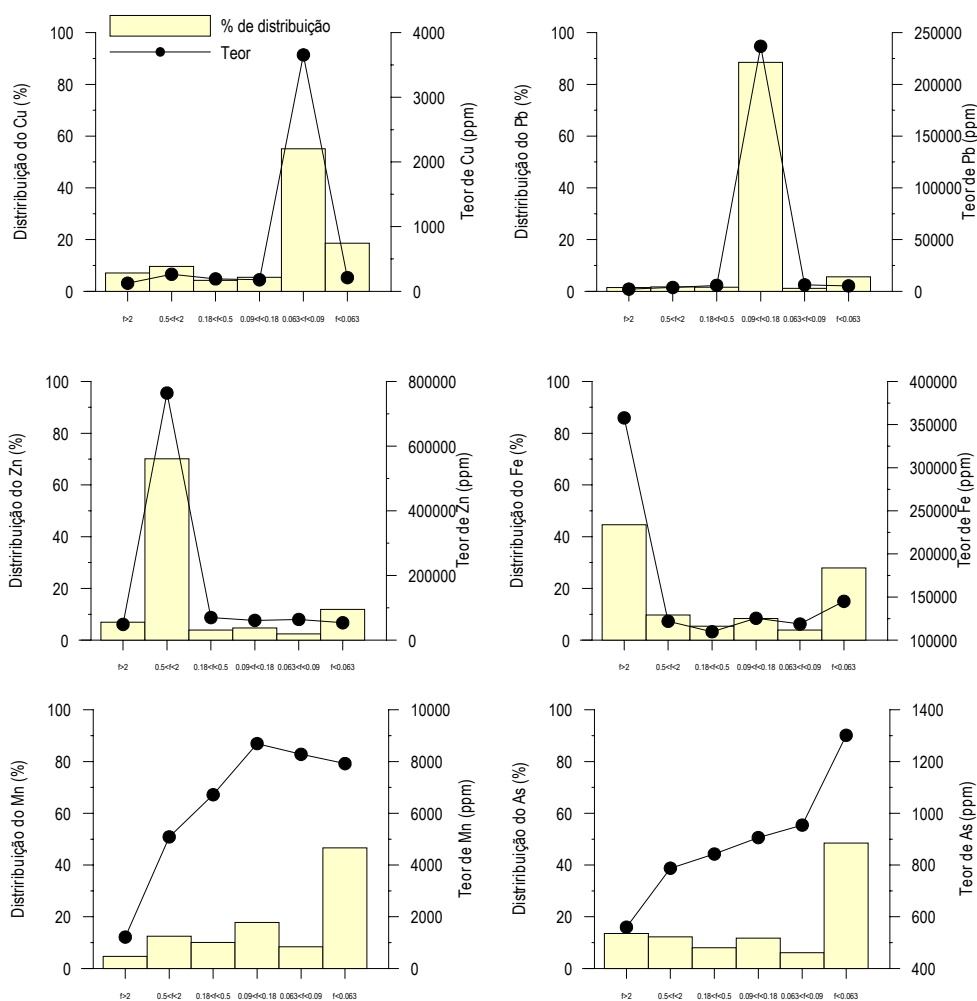 % de distribuição
Teor
Distriribuição do Cu (%)
100
80
60
40
20
0
4000
3000
2000
1000
0
Teor de Cu (ppm)
f>2
0.5<f<2
0.18<f<0.5
0.09<f<0.18
0.063<f<0.09
f<0.063
Distriribuição do Pb (%)
100
80
60
40
20
0
250000
200000
150000
100000
50000
0
Teor de Pb (ppm)
f>2
0.5<f<2
0.18<f<0.5
0.09<f<0.18
0.063<f<0.09
f<0.063
Distriribuição do Zn (%)
100
80
60
40
20
0
800000
600000
400000
200000
0
Teor de Zn (ppm)
f>2
0.5<f<2
0.18<f<0.5
0.09<f<0.18
0.063<f<0.09
f<0.063
Distriribuição do Fe (%)
100
80
60
40
20
0
400000
350000
300000
250000
200000
150000
100000
Teor de Fe (ppm)
f>2
0.5<f<2
0.18<f<0.5
0.09<f<0.18
0.063<f<0.09
f<0.063
Distriribuição do Mn (%)
100
80
60
40
20
0
10000
8000
6000
4000
2000
0
Teor de Mn (ppm)
f>2
0.5<f<2
0.18<f<0.5
0.09<f<0.18
0.063<f<0.09
f<0.063
Distriribuição do As (%)
100
80
60
40
20
0
1400
1200
1000
800
600
400
Teor de As (ppm)
f>2
0.5<f<2
0.18<f<0.5
0.09<f<0.18
0.063<f<0.09
f<0.063